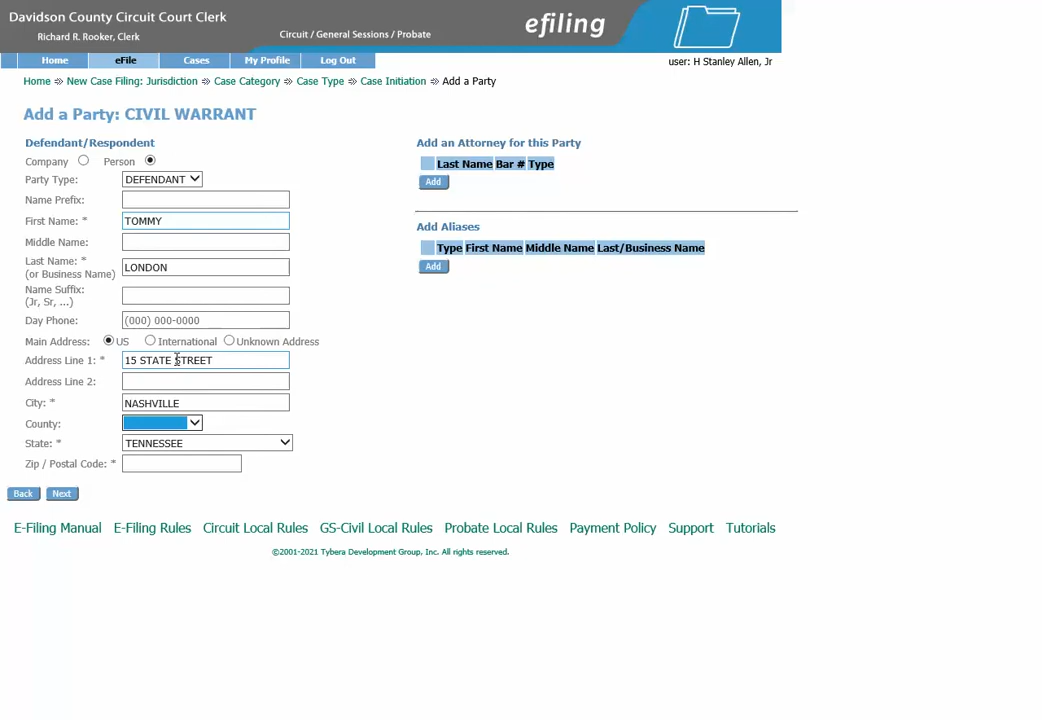 Davidson County Circuit Court Clerk
Richard R. Rooker, Clerk
Circuit / General Sessions / Probate
efiling
Home eFile Cases My Profile Log Out
user: H Stanley Allen, Jr
Home => New Case Filing: Jurisdiction => Case Category => Case Type => Case Initiation => Add a Party
Add a Party: CIVIL WARRANT
Defendant/Respondent
Company Person
Party Type: DEFENDANT
Name Prefix:
First Name: * TOMMY
Middle Name:
Last Name: *
(or Business Name) LONDON
Name Suffix:
(Jr, Sr, ...)
Day Phone: (000) 000-0000
Main Address: US International Unknown Address
Address Line 1: * 15 STATE STREET
Address Line 2:
City: * NASHVILLE
County:
State: * TENNESSEE
Zip / Postal Code: *
Back Next
Add an Attorney for this Party
Last Name Bar # Type
Add
Add Aliases
Type First Name Middle Name Last/Business Name
Add
E-Filing Manual E-Filing Rules Circuit Local Rules GS-Civil Local Rules Probate Local Rules Payment Policy Support Tutorials
©2001-2021 Tybera Development Group, Inc. All rights reserved.